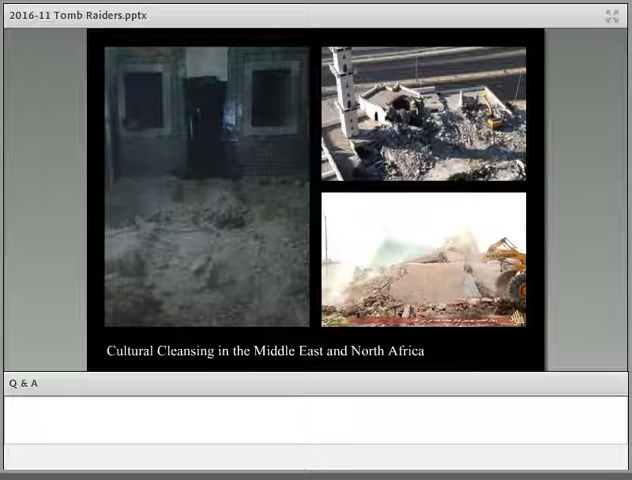 2016-11 Tomb Raiders.pptx
Cultural Cleansing in the Middle East and North Africa
Q & A